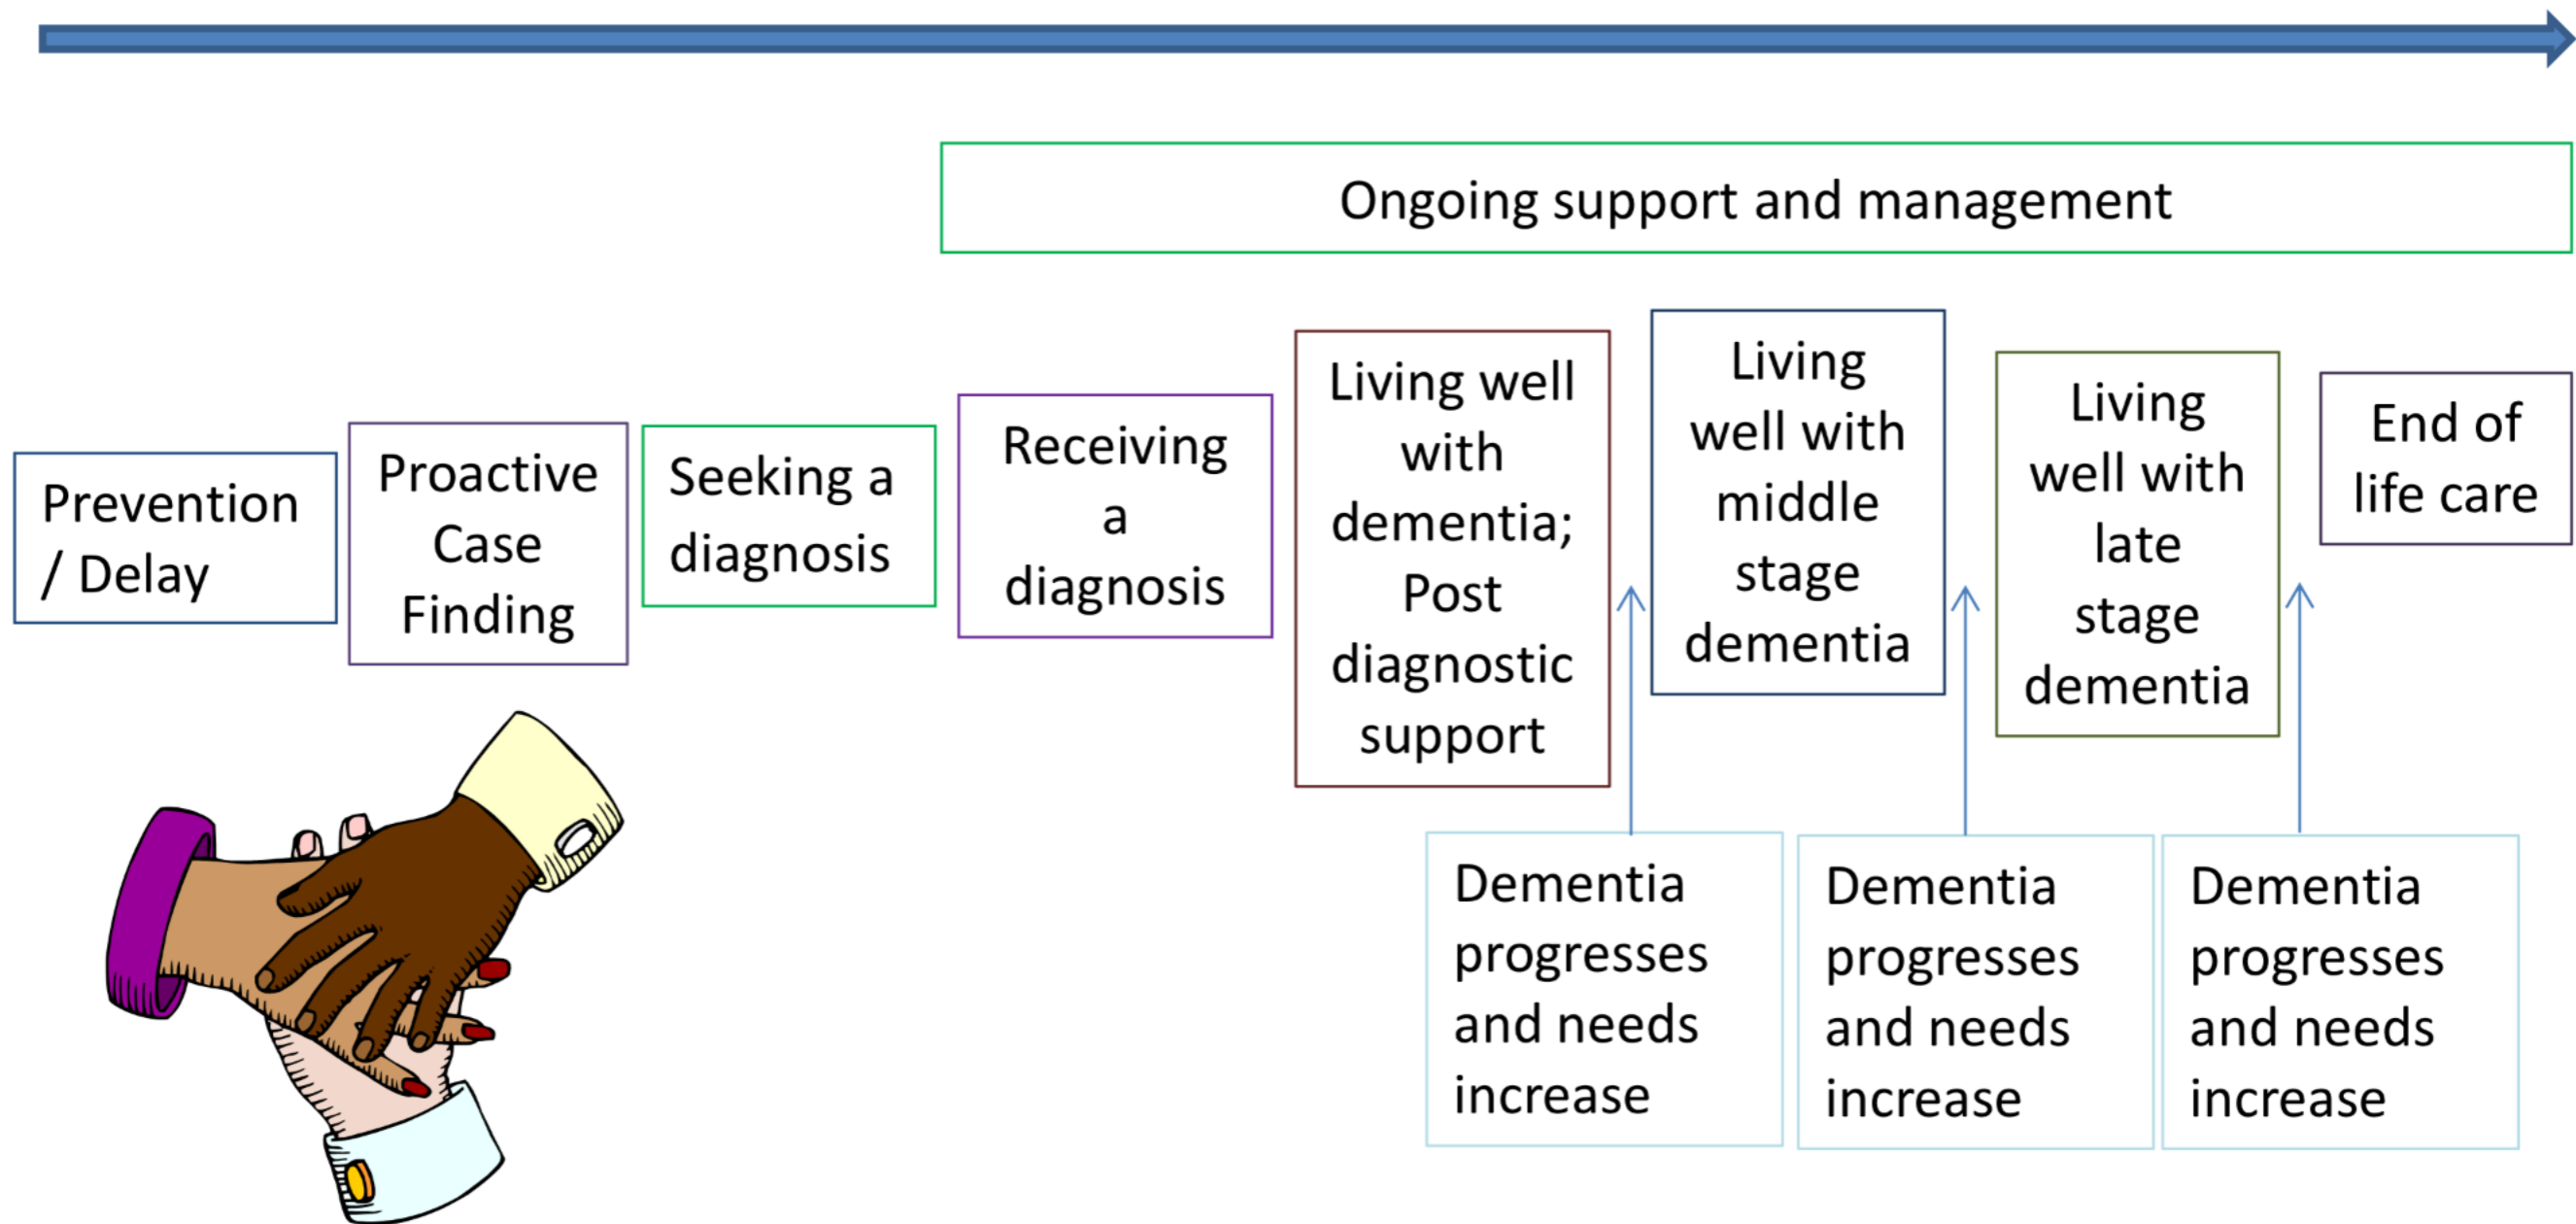 Ongoing support and management
Prevention
/ Delay
Proactive
Case
Finding
Seeking a
diagnosis
Receiving
a
diagnosis
Living well
with
dementia;
Post
diagnostic
support
Living
well with
middle
stage
dementia
Living
well with
late
stage
dementia
End of
life care
Dementia
progresses
and needs
increase
Dementia
progresses
and needs
increase
Dementia
progresses
and needs
increase